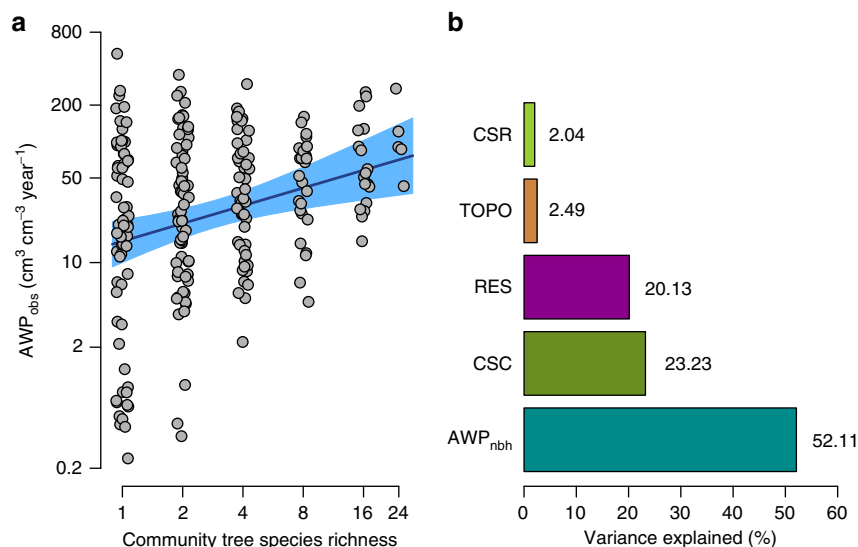 a
800
200
50
10
2
0.2
AWPobs (cm³ cm⁻³ year⁻¹)
1 2 4 8 16 24
Community tree species richness
b
CSR 2.04
TOPO 2.49
RES 20.13
CSC 23.23
AWPnbh 52.11
0 10 20 30 40 50 60
Variance explained (%)